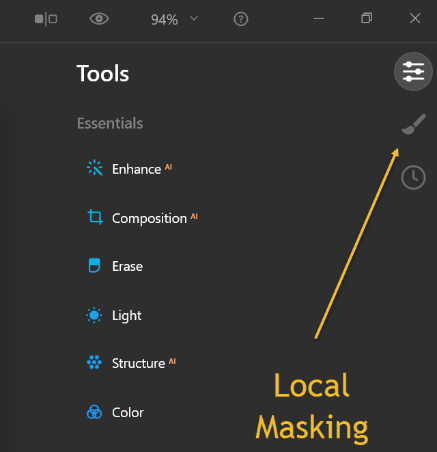 94%
Tools
Essentials
Enhance AI
Composition AI
Erase
Light
Structure AI
Color
Local
Masking